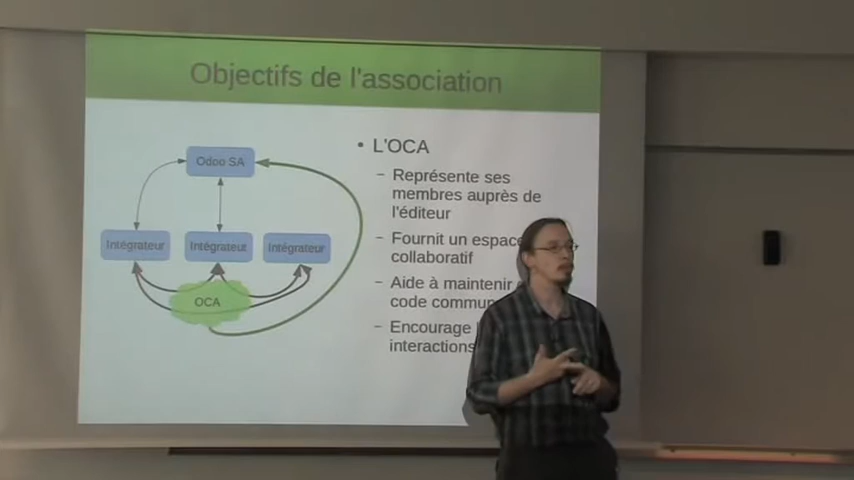 Objectifs de l'association
Odoo SA
Intégrateur
Intégrateur
Intégrateur
OCA
• L'OCA
– Représente ses
membres auprès de
l'éditeur
– Fournit un espace
collaboratif
– Aide à maintenir
code commun
– Encourage
interactions